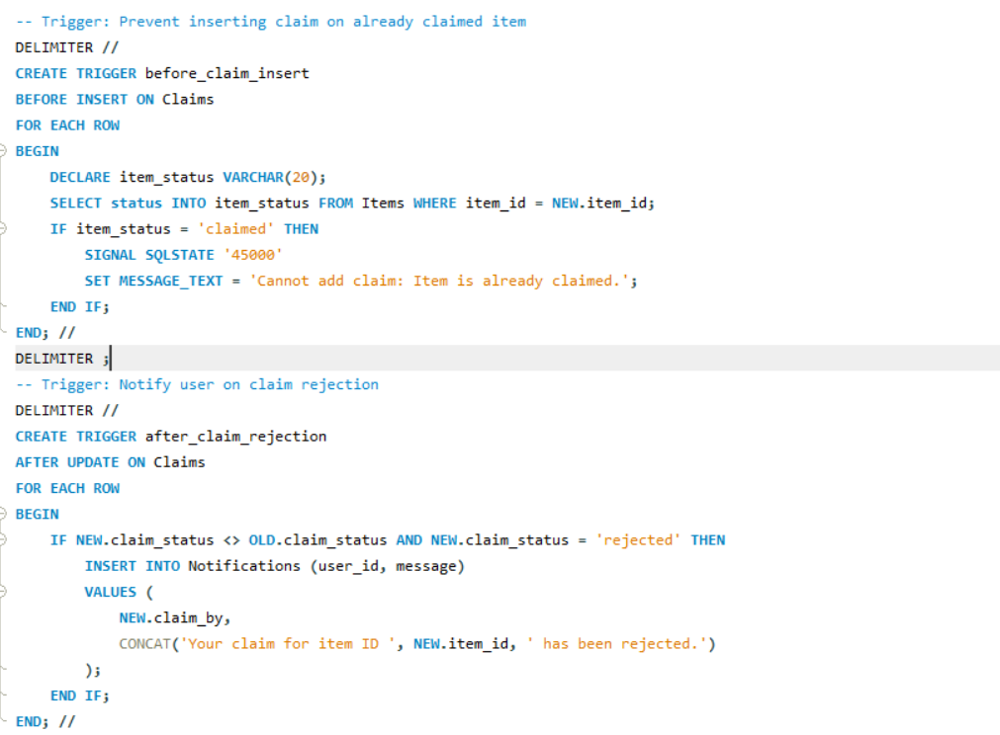 -- Trigger: Prevent inserting claim on already claimed item
DELIMITER //
CREATE TRIGGER before_claim_insert
BEFORE INSERT ON Claims
FOR EACH ROW
BEGIN
    DECLARE item_status VARCHAR(20);
    SELECT status INTO item_status FROM Items WHERE item_id = NEW.item_id;
    IF item_status = 'claimed' THEN
        SIGNAL SQLSTATE '45000'
        SET MESSAGE_TEXT = 'Cannot add claim: Item is already claimed.';
    END IF;
END; //
DELIMITER ;
-- Trigger: Notify user on claim rejection
DELIMITER //
CREATE TRIGGER after_claim_rejection
AFTER UPDATE ON Claims
FOR EACH ROW
BEGIN
    IF NEW.claim_status <> OLD.claim_status AND NEW.claim_status = 'rejected' THEN
        INSERT INTO Notifications (user_id, message)
        VALUES (
            NEW.claim_by,
            CONCAT('Your claim for item ID ', NEW.item_id, ' has been rejected.')
        );
    END IF;
END; //